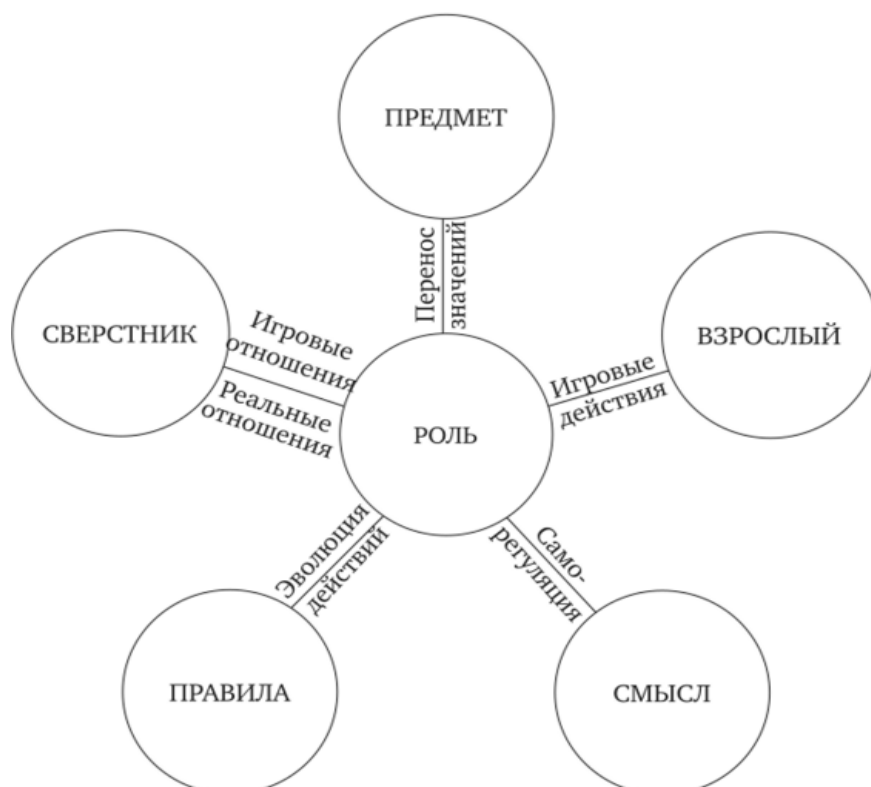 ПРЕДМЕТ
Перенос
значений
СВЕРСТНИК
Игровые
отношения
Реальные
отношения
ВЗРОСЛЫЙ
Игровые
действия
РОЛЬ
Эволюция
действий
Само-
регуляция
ПРАВИЛА
СМЫСЛ